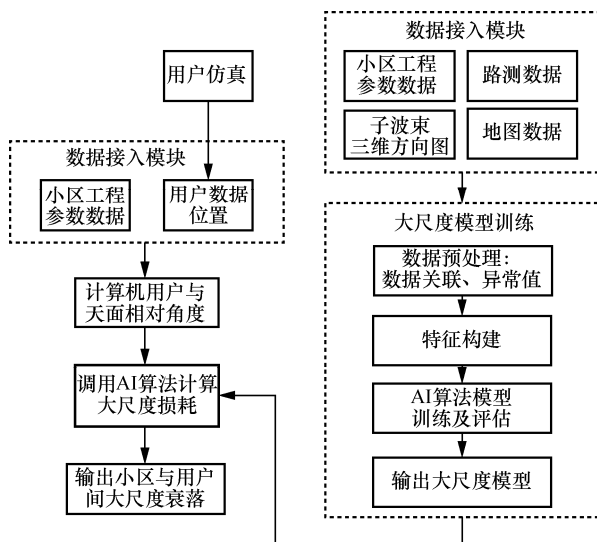 用户仿真
数据接入模块
小区工程
参数数据
用户数据
位置
计算机用户与
天面相对角度
调用AI算法计算
大尺度损耗
输出小区与用户
间大尺度衰落
数据接入模块
小区工程
参数数据
路测数据
子波束
三维方向图
地图数据
大尺度模型训练
数据预处理：
数据关联、异常值
特征构建
AI算法模型
训练及评估
输出大尺度模型